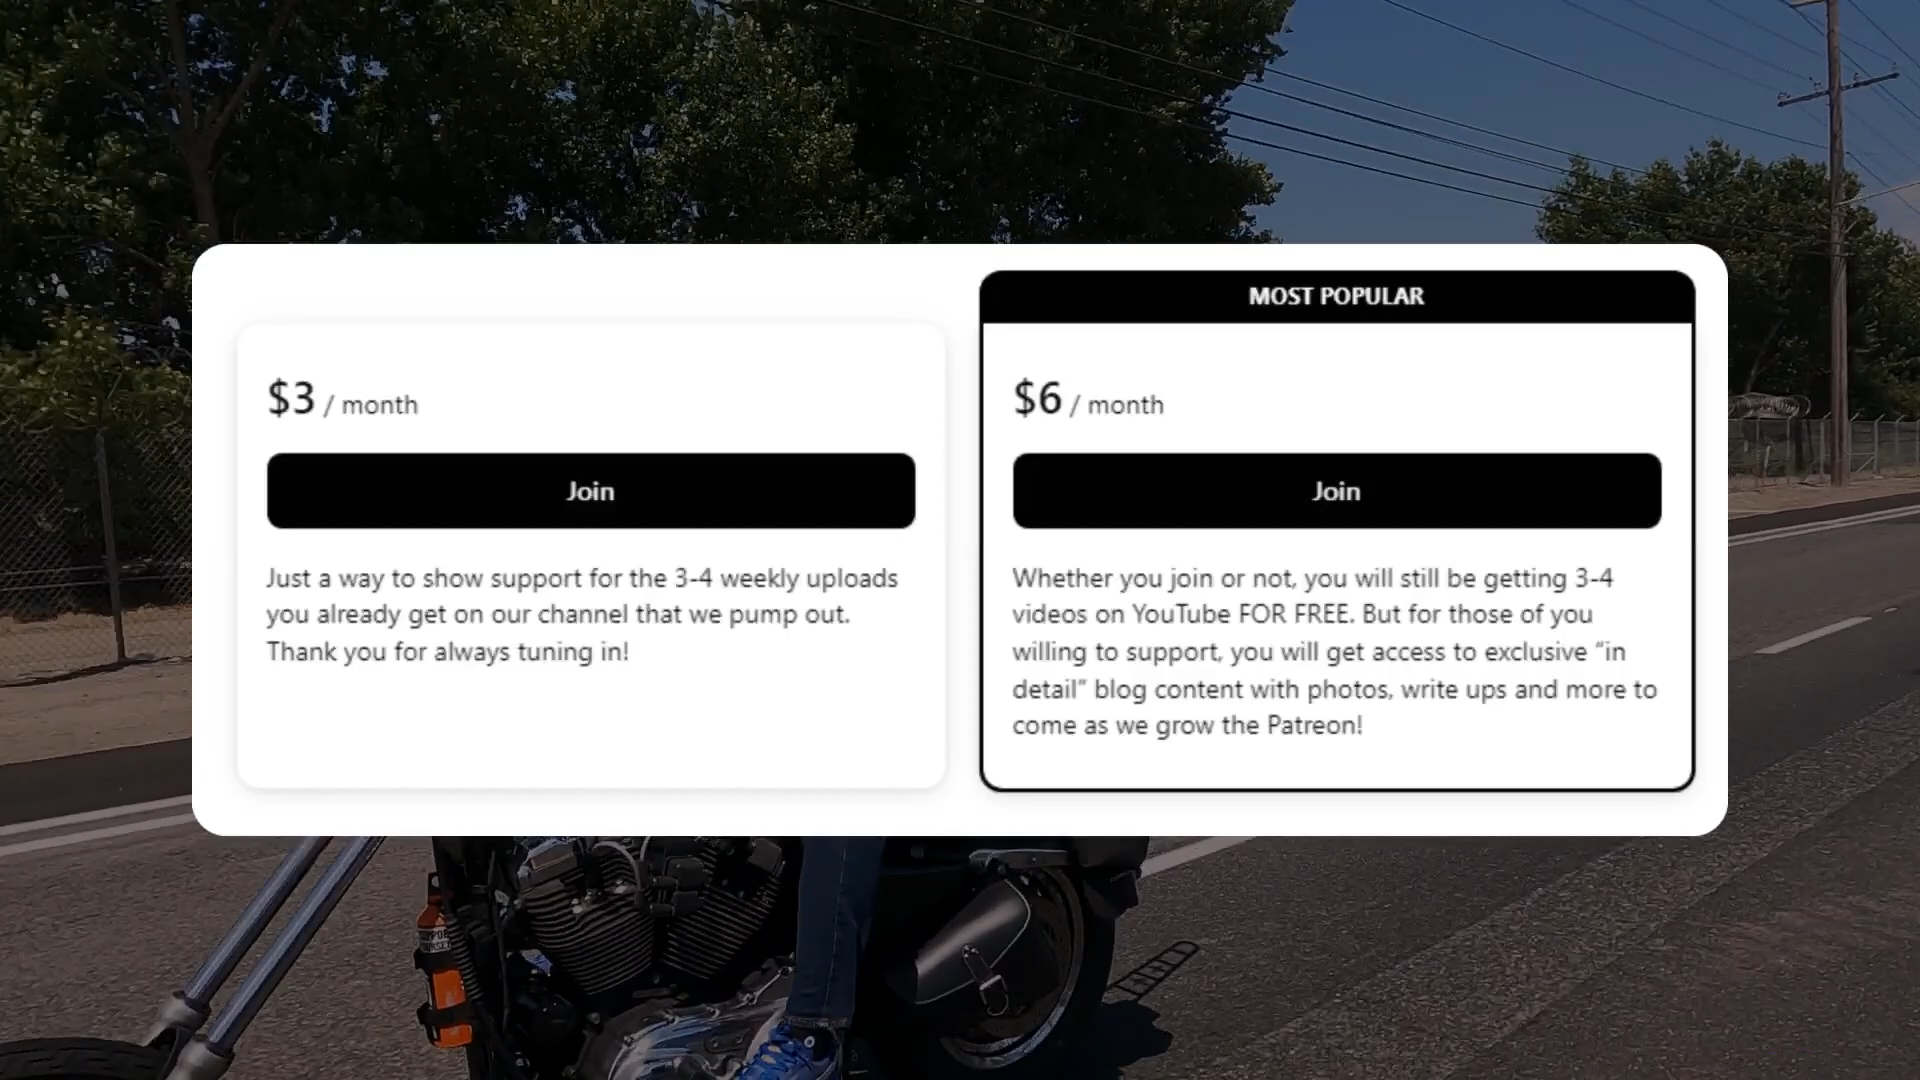 MOST POPULAR
$3 / month
Join
Just a way to show support for the 3-4 weekly uploads
you already get on our channel that we pump out.
Thank you for always tuning in!
$6 / month
Join
Whether you join or not, you will still be getting 3-4
videos on YouTube FOR FREE. But for those of you
willing to support, you will get access to exclusive “in
detail” blog content with photos, write ups and more to
come as we grow the Patreon!